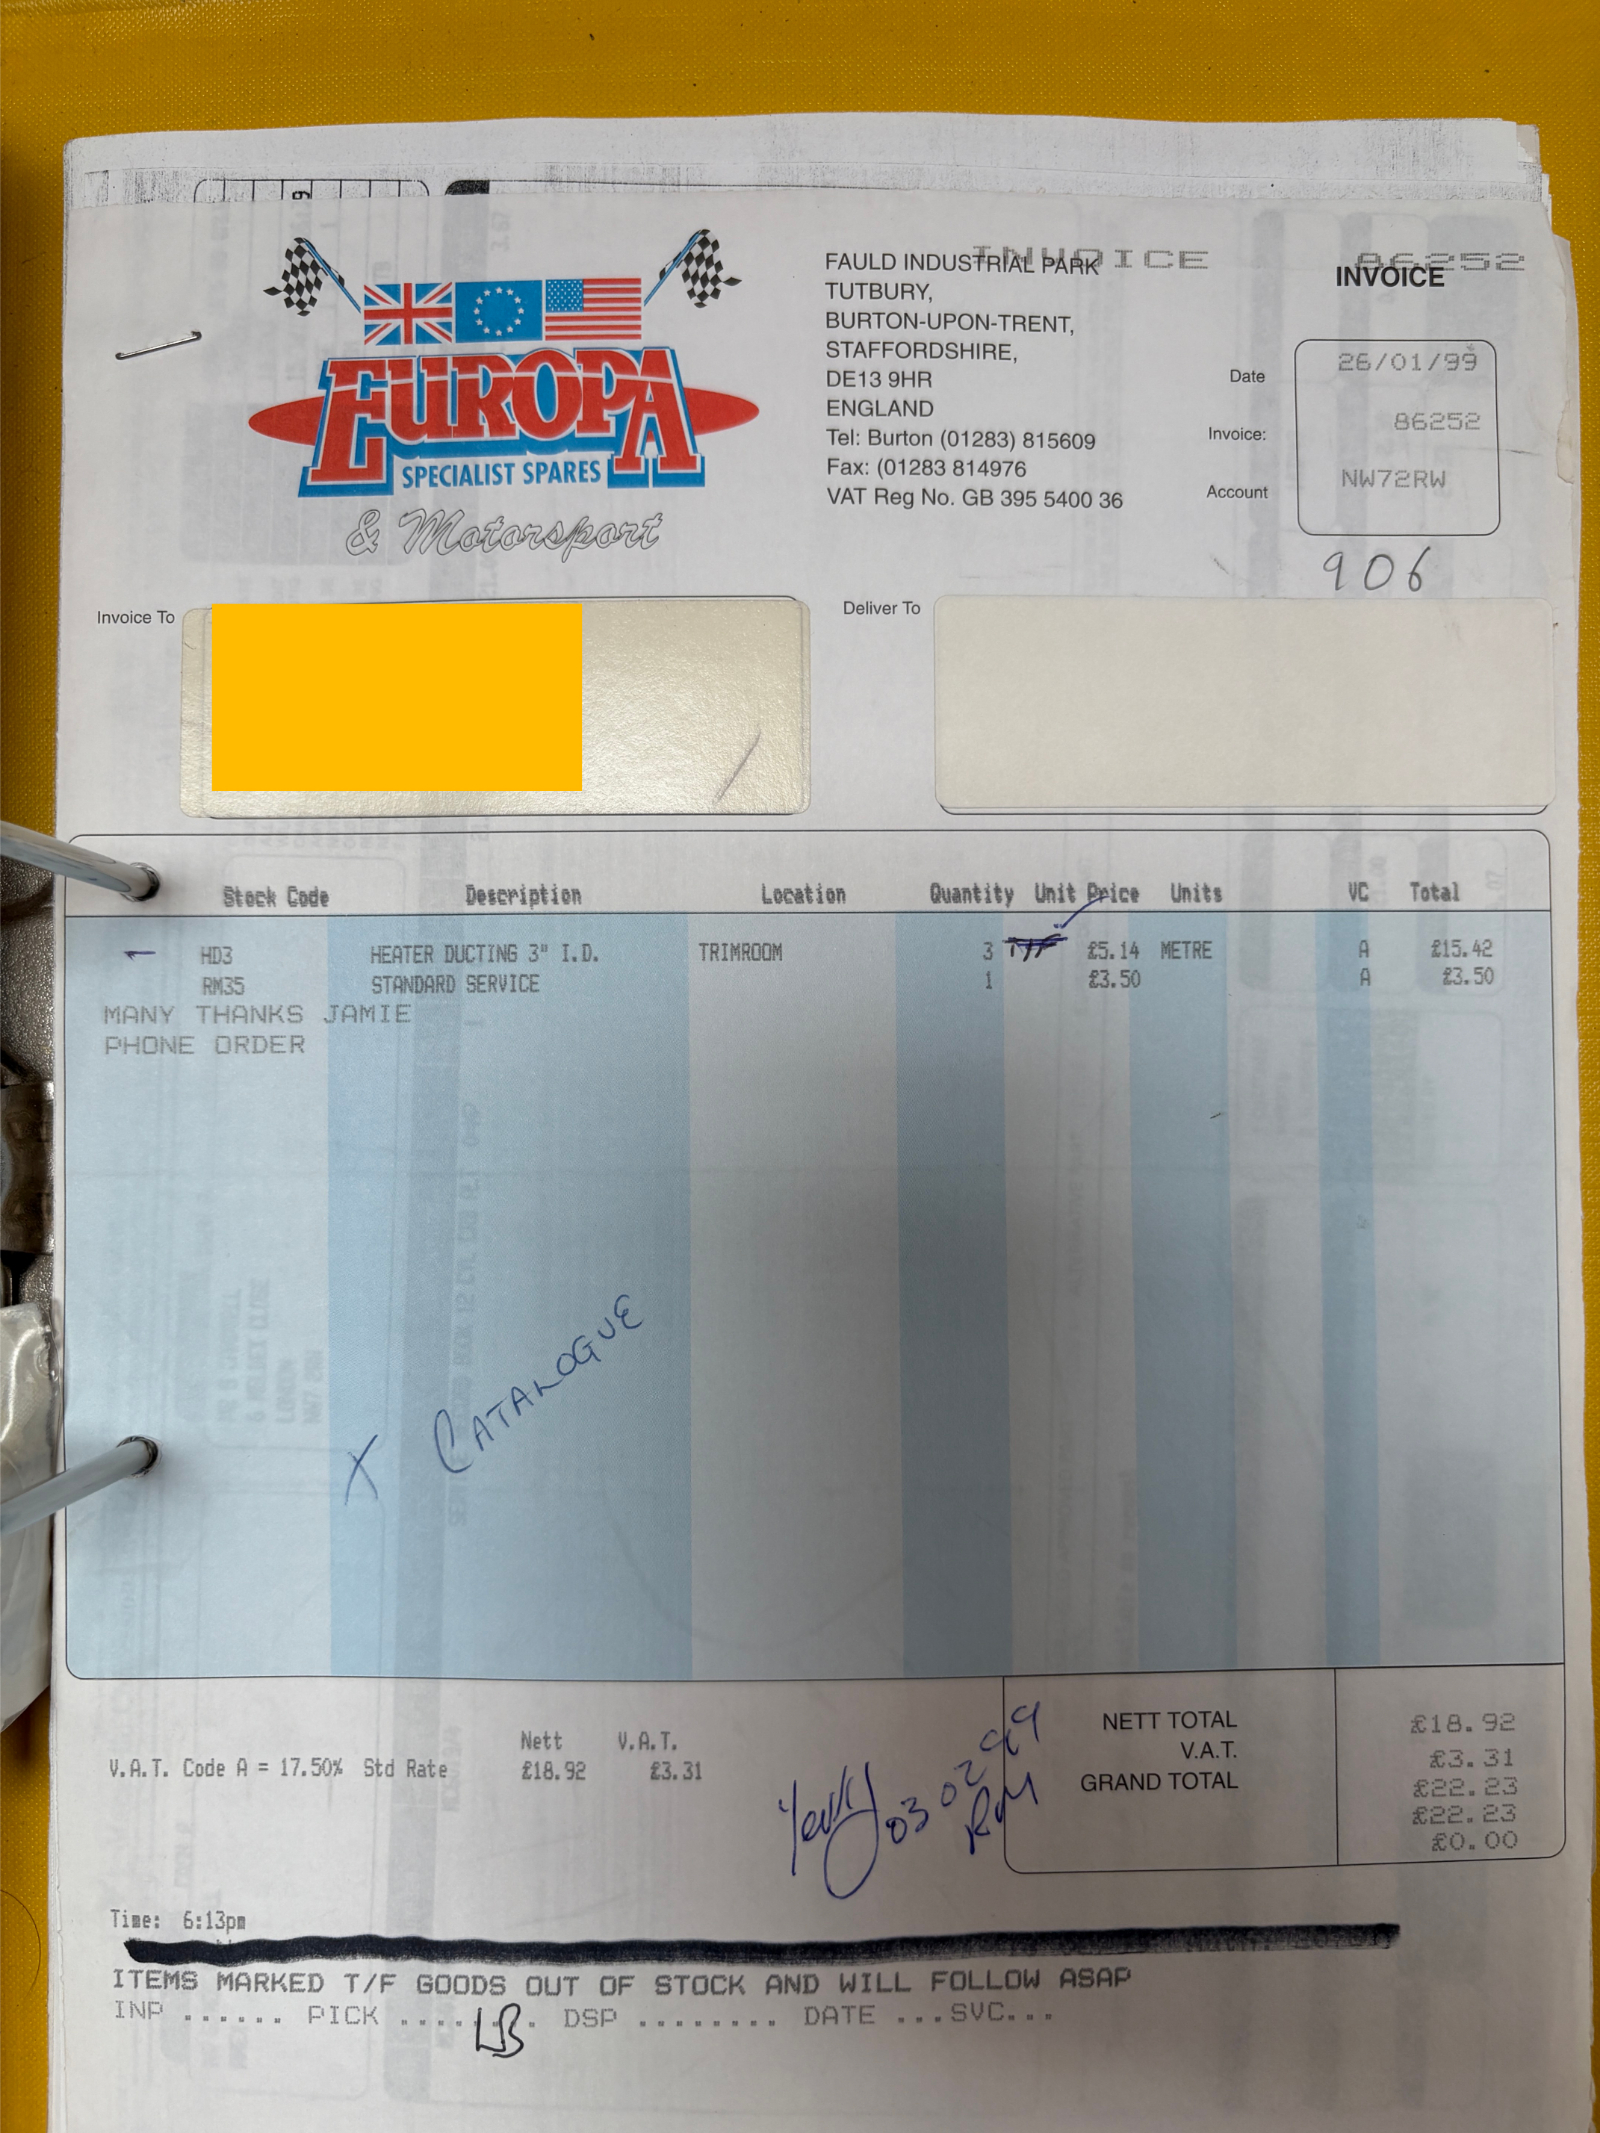 INVOICE 86252
EUROPA
SPECIALIST SPARES
& Motorsport
FAULD INDUSTRIAL PARK
TUTBURY,
BURTON-UPON-TRENT,
STAFFORDSHIRE,
DE13 9HR
ENGLAND
Tel: Burton (01283) 815609
Fax: (01283 814976
VAT Reg No. GB 395 5400 36
INVOICE
Date 26/01/99
Invoice: 86252
Account NW72RW
906
Invoice To
Deliver To
Stock Code Description Location Quantity Unit Price Units VC Total
HD3 HEATER DUCTING 3" I.D. TRIMROOM 3 £5.14 METRE A £15.42
RM35 STANDARD SERVICE 1 £3.50 A £3.50
MANY THANKS JAMIE
PHONE ORDER
X CATALOGUE
Nett V.A.T.
V.A.T. Code A = 17.50% Std Rate £18.92 £3.31
03 02 99
RM
NETT TOTAL £18.92
V.A.T. £3.31
GRAND TOTAL £22.23
£22.23
£0.00
Time: 6:13pm
ITEMS MARKED T/F GOODS OUT OF STOCK AND WILL FOLLOW ASAP
INP ...... PICK ........ DSP ........ DATE ...SVC...
LB